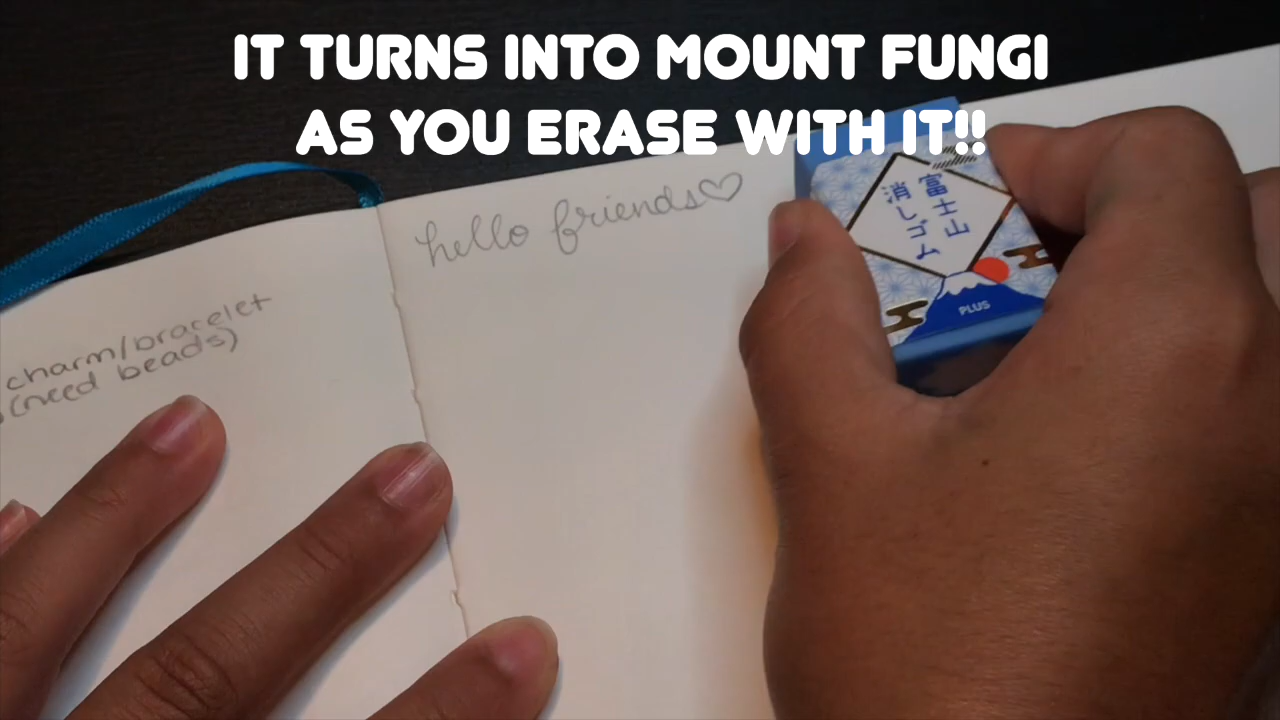 IT TURNS INTO MOUNT FUNGI
AS YOU ERASE WITH IT!!
hello friends♡
charm/bracelet
(need beads)
富士山
消しゴム
PLUS